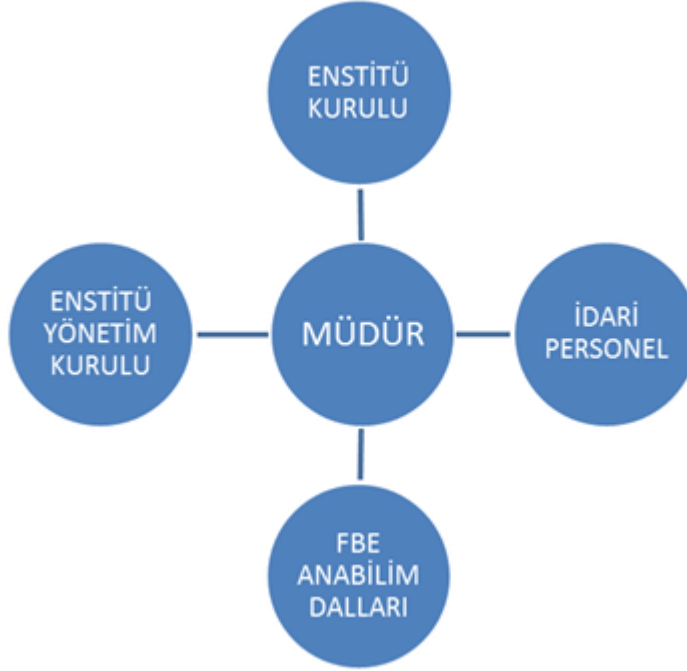 ENSTİTÜ
KURULU
ENSTİTÜ
YÖNETİM
KURULU
MÜDÜR
İDARİ
PERSONEL
FBE
ANABİLİM
DALLARI